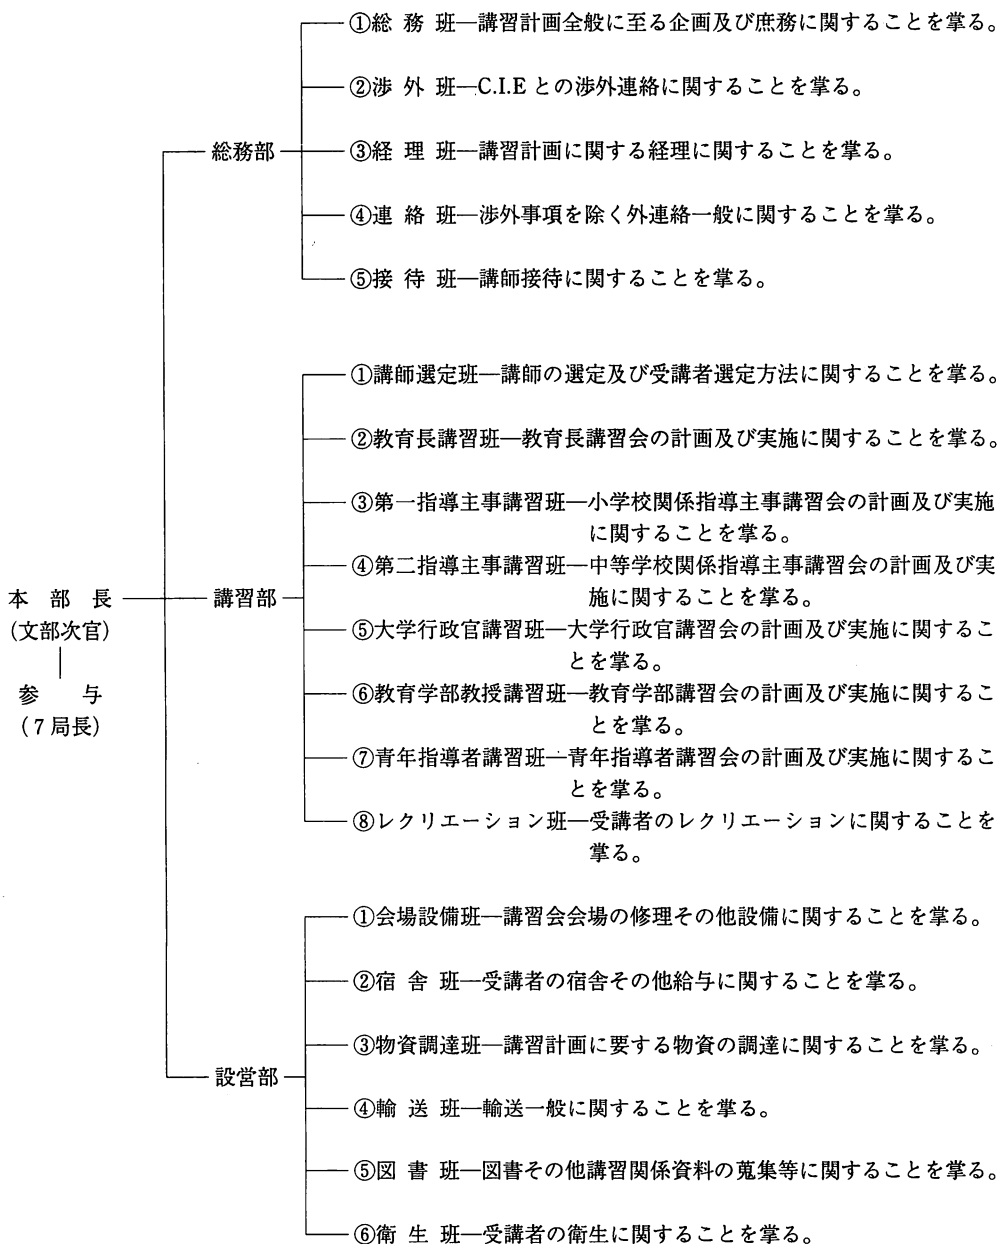 本部長
(文部次官)
参与
(7局長)
総務部
①総務班―講習計画全般に至る企画及び庶務に関することを掌る。
②渉外班―C.I.Eとの渉外連絡に関することを掌る。
③経理班―講習計画に関する経理に関することを掌る。
④連絡班―渉外事項を除く外連絡一般に関することを掌る。
⑤接待班―講師接待に関することを掌る。
講習部
①講師選定班―講師の選定及び受講者選定方法に関することを掌る。
②教育長講習班―教育長講習会の計画及び実施に関することを掌る。
③第一指導主事講習班―小学校関係指導主事講習会の計画及び実施
に関することを掌る。
④第二指導主事講習班―中等学校関係指導主事講習会の計画及び実
施に関することを掌る。
⑤大学行政官講習班―大学行政官講習会の計画及び実施に関するこ
とを掌る。
⑥教育学部教授講習班―教育学部講習会の計画及び実施に関するこ
とを掌る。
⑦青年指導者講習班―青年指導者講習会の計画及び実施に関するこ
とを掌る。
⑧レクリエーション班―受講者のレクリエーションに関することを
掌る。
設営部
①会場設備班―講習会会場の修理その他設備に関することを掌る。
②宿舎班―受講者の宿舎その他給与に関することを掌る。
③物資調達班―講習計画に要する物資の調達に関することを掌る。
④輸送班―輸送一般に関することを掌る。
⑤図書班―図書その他講習関係資料の蒐集等に関することを掌る。
⑥衛生班―受講者の衛生に関することを掌る。